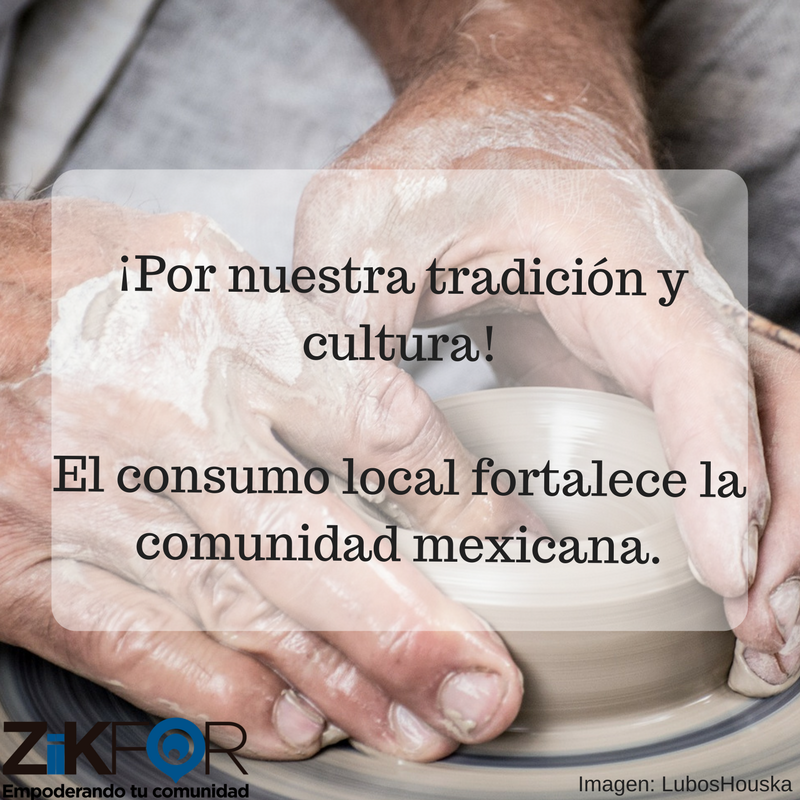 ¡Por nuestra tradición y
cultura!
El consumo local fortalece la
comunidad mexicana.
ZiKFOR
Empoderando tu comunidad
Imagen: LubosHouska